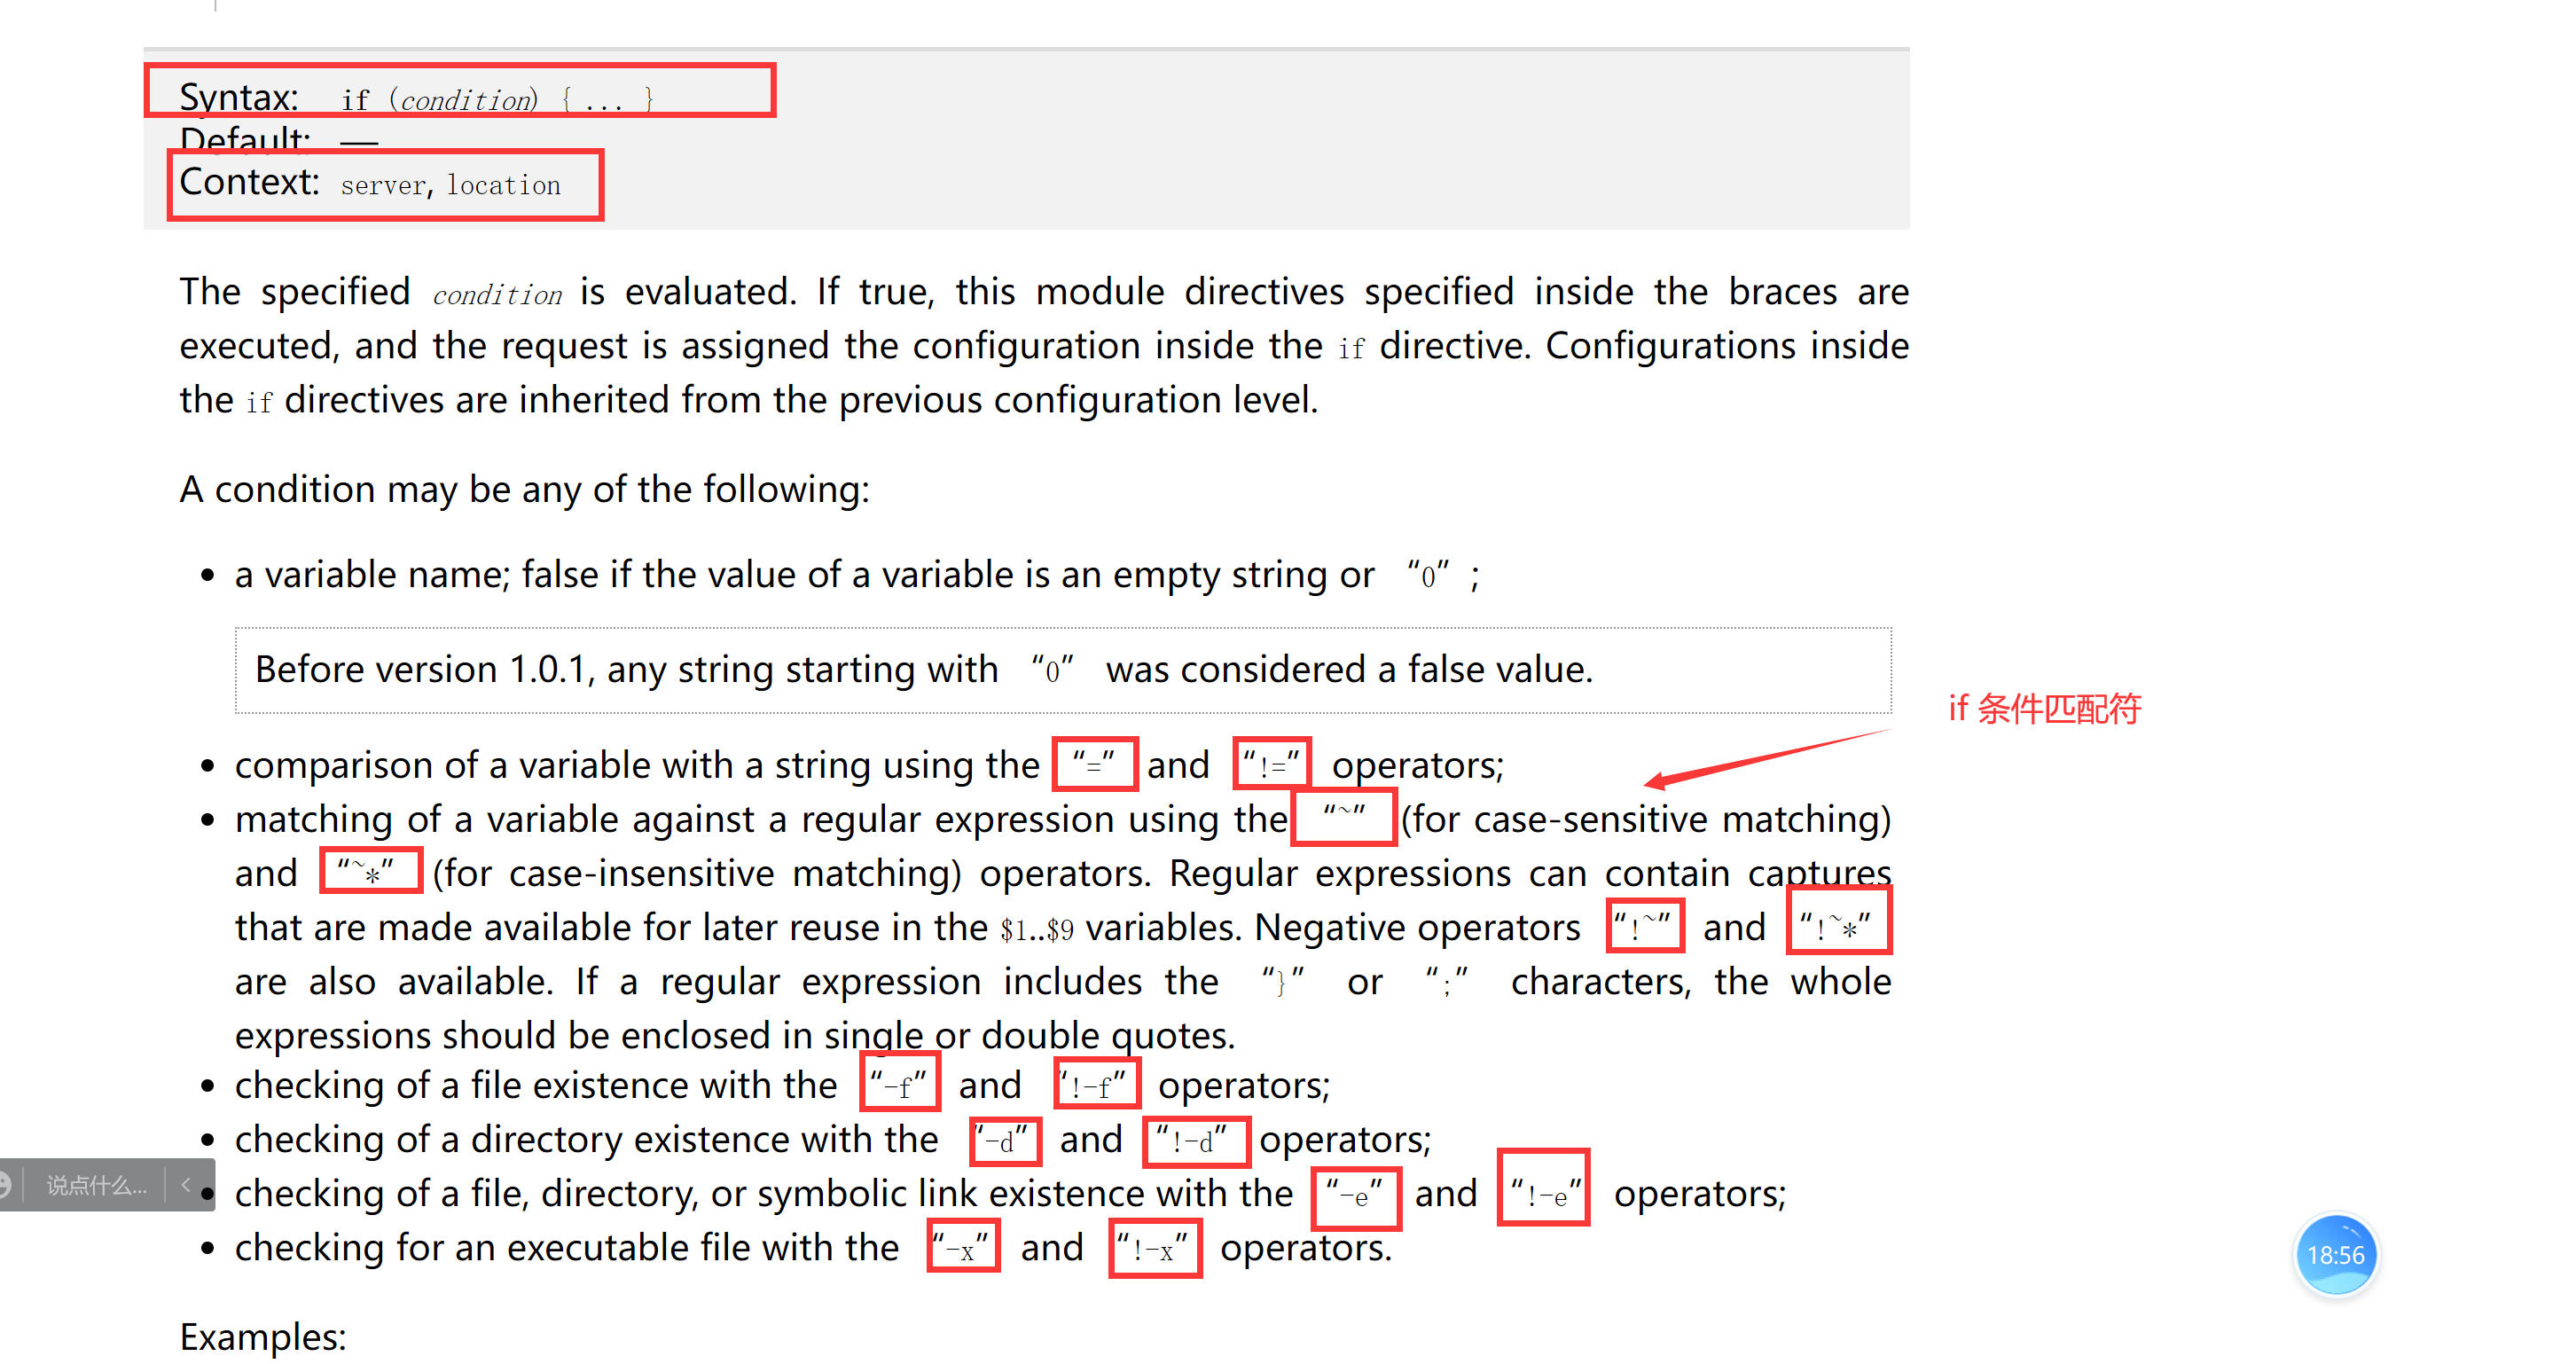 Syntax: if (condition) { ... }
Default: —
Context: server, location
The specified condition is evaluated. If true, this module directives specified inside the braces are
executed, and the request is assigned the configuration inside the if directive. Configurations inside
the if directives are inherited from the previous configuration level.
A condition may be any of the following:
• a variable name; false if the value of a variable is an empty string or “0”;
Before version 1.0.1, any string starting with “0” was considered a false value.
if 条件匹配符
• comparison of a variable with a string using the “=” and “!=” operators;
• matching of a variable against a regular expression using the “~” (for case-sensitive matching)
and “~*” (for case-insensitive matching) operators. Regular expressions can contain captures
that are made available for later reuse in the $1..$9 variables. Negative operators “!~” and “!~*”
are also available. If a regular expression includes the “}” or “;” characters, the whole
expressions should be enclosed in single or double quotes.
• checking of a file existence with the “-f” and “!-f” operators;
• checking of a directory existence with the “-d” and “!-d” operators;
说点什么...
• checking of a file, directory, or symbolic link existence with the “-e” and “!-e” operators;
• checking for an executable file with the “-x” and “!-x” operators.
18:56
Examples: